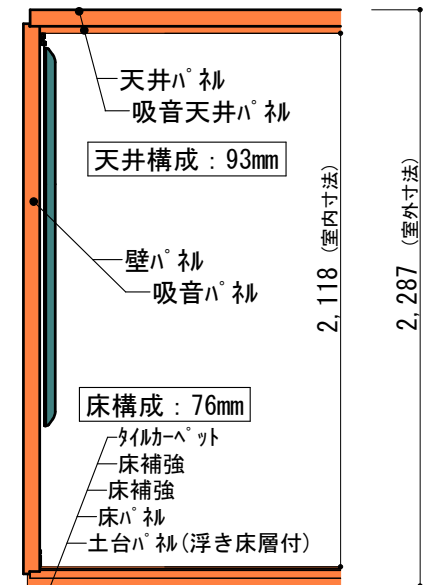 天井ﾊﾟﾈﾙ
吸音天井ﾊﾟﾈﾙ
天井構成：93mm
壁ﾊﾟﾈﾙ
吸音ﾊﾟﾈﾙ
床構成：76mm
ﾀｲﾙｶｰﾍﾟｯﾄ
床補強
床補強
床ﾊﾟﾈﾙ
土台ﾊﾟﾈﾙ(浮き床層付)
2,118 (室内寸法)
2,287 (室外寸法)